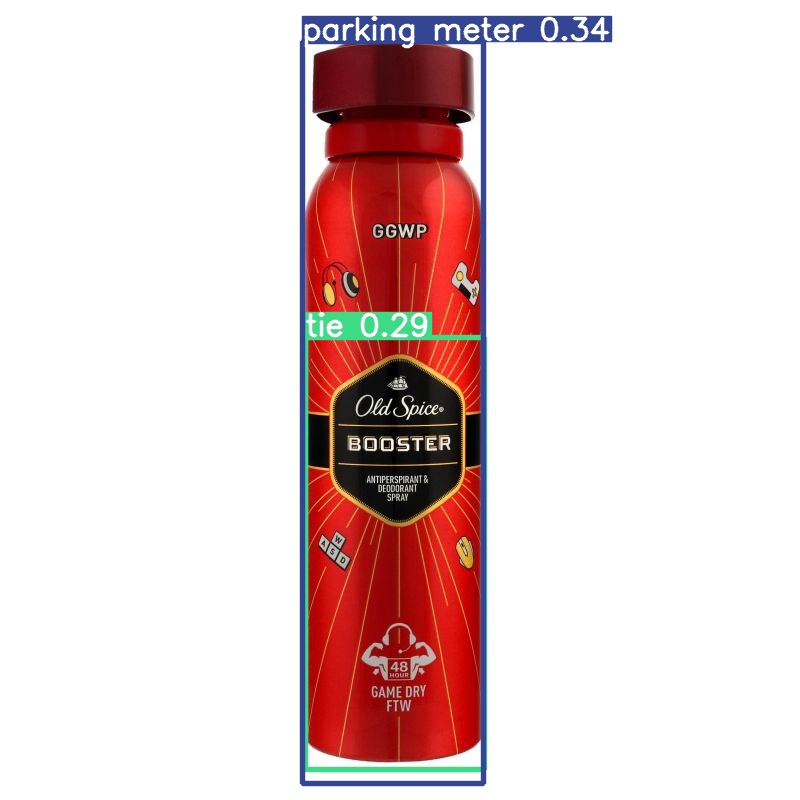 parking meter 0.34
GGWP
tie 0.29
Old Spice®
BOOSTER
ANTIPERSPIRANT &
DEODORANT
SPRAY
W
A S D
48
HOUR
GAME DRY
FTW